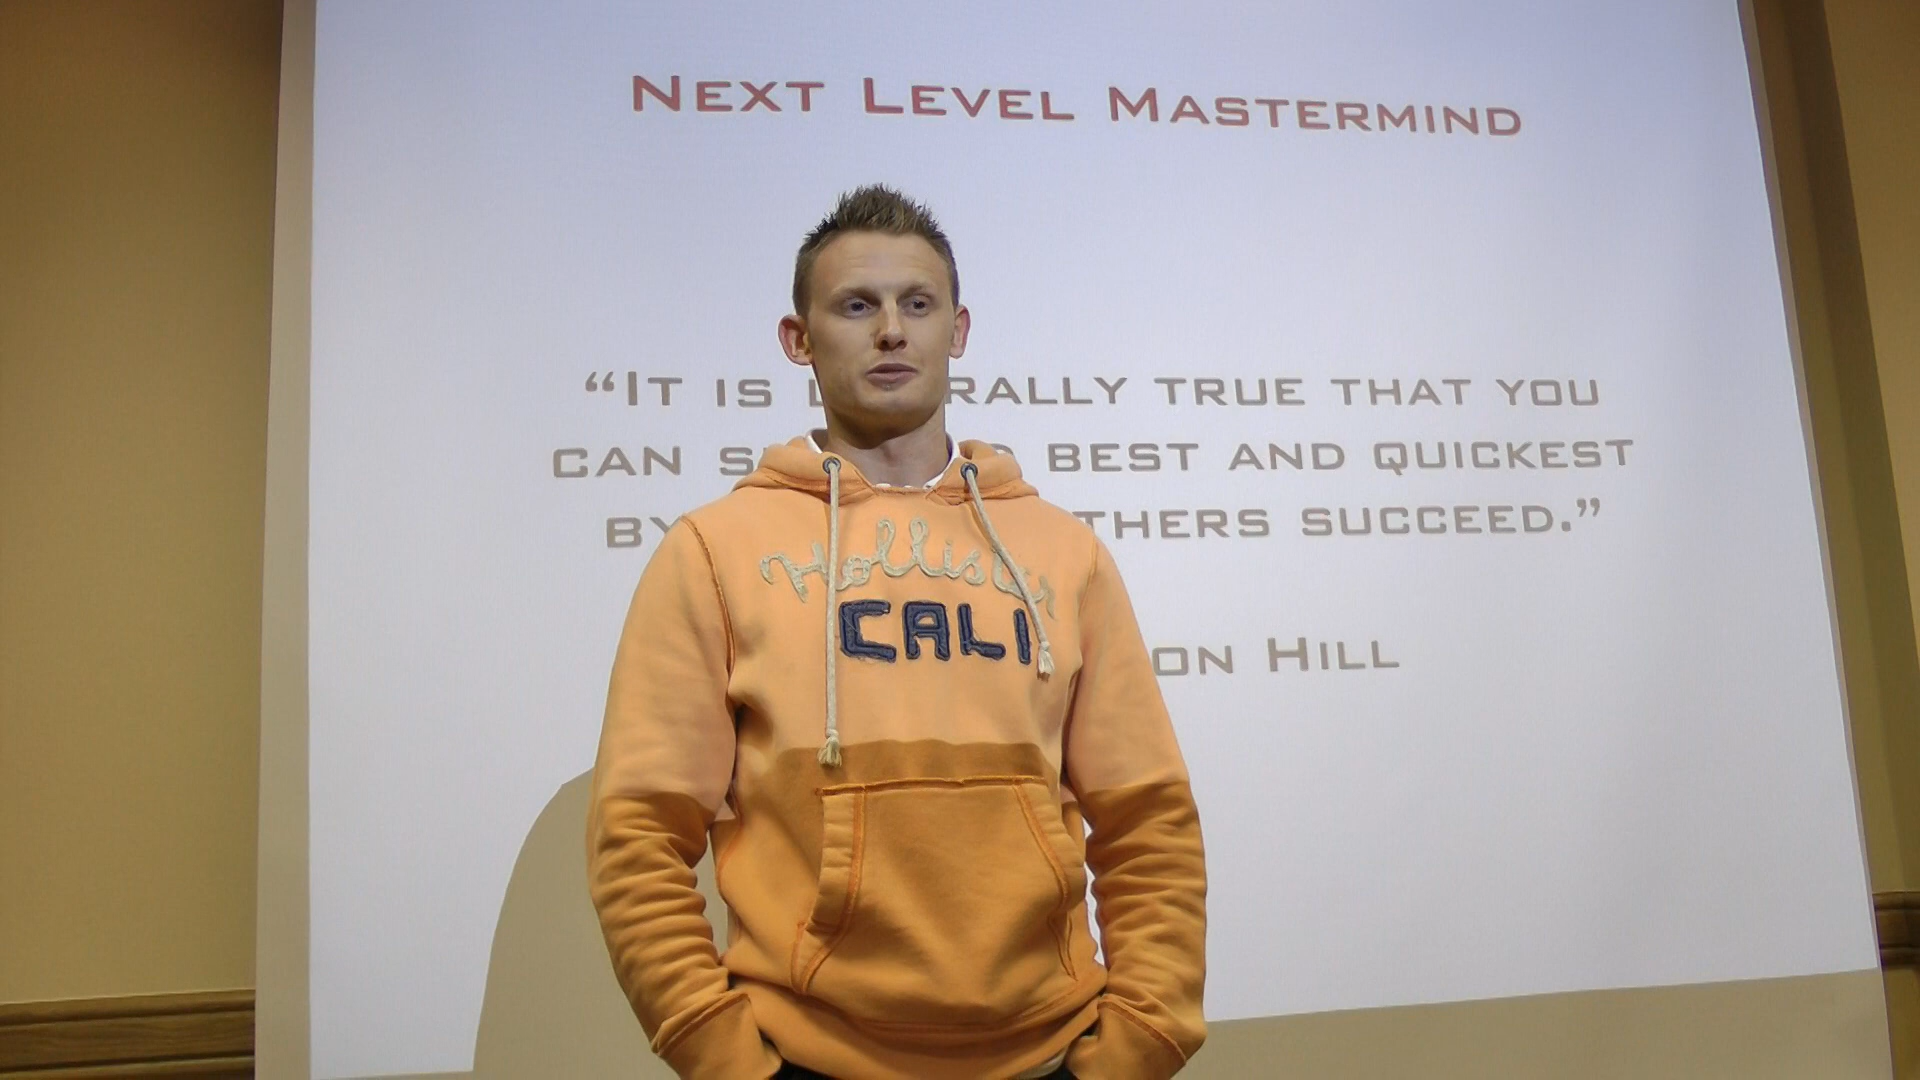 NEXT LEVEL MASTERMIND
“IT IS L RALLY TRUE THAT YOU
CAN S D BEST AND QUICKEST
BY THERS SUCCEED.”
ON HILL
Hollister
CALI